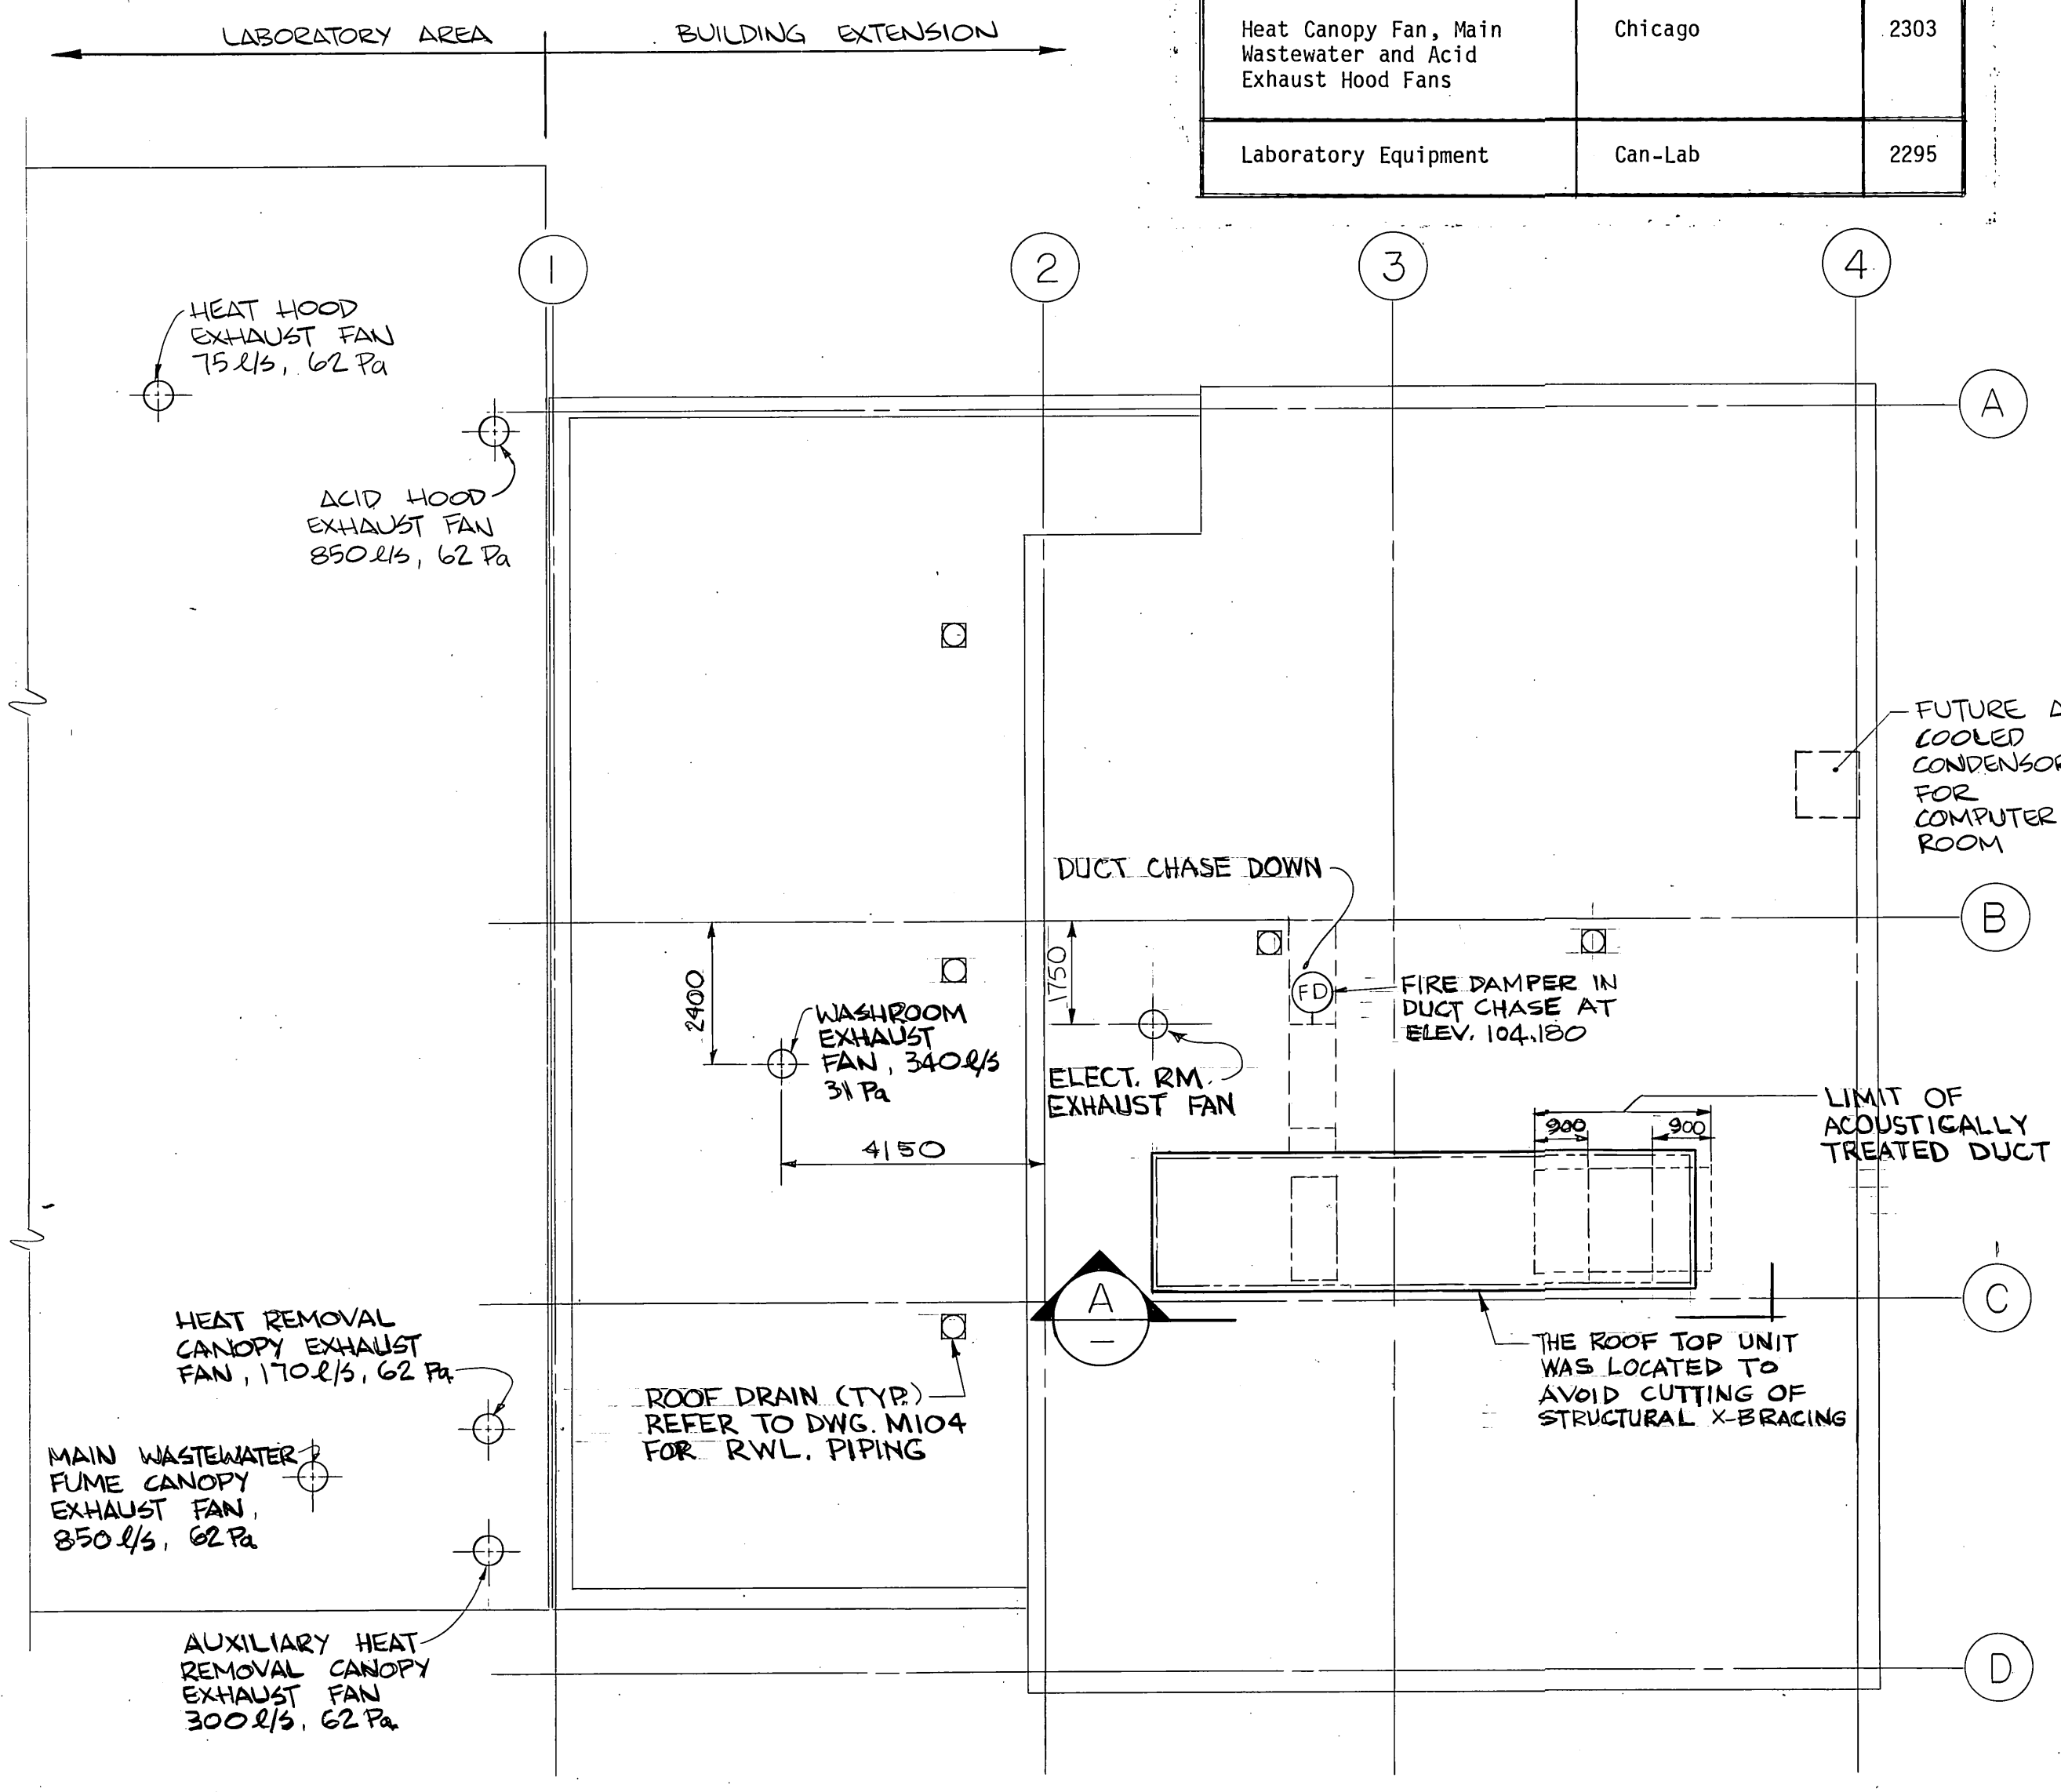 LABORATORY AREA
BUILDING EXTENSION
Heat Canopy Fan, Main
Wastewater and Acid
Exhaust Hood Fans
Chicago
2303
Laboratory Equipment
Can-Lab
2295
1
2
3
4
HEAT HOOD
EXHAUST FAN
75 l/s, 62 Pa
A
ACID HOOD
EXHAUST FAN
850 l/s, 62 Pa
FUTURE
COOLED
CONDENSOR
FOR
COMPUTER
ROOM
DUCT CHASE DOWN
B
2400
1750
WASHROOM
EXHAUST
FAN, 340 l/s
31 Pa
FD
FIRE DAMPER IN
DUCT CHASE AT
ELEV. 104.180
ELECT. RM.
EXHAUST FAN
LIMIT OF
ACOUSTICALLY
TREATED DUCT
900
900
4150
A
C
HEAT REMOVAL
CANOPY EXHAUST
FAN, 170 l/s, 62 Pa
THE ROOF TOP UNIT
WAS LOCATED TO
AVOID CUTTING OF
STRUCTURAL X-BRACING
ROOF DRAIN (TYP.)
REFER TO DWG. M104
FOR RWL. PIPING
MAIN WASTEWATER
FUME CANOPY
EXHAUST FAN,
850 l/s, 62 Pa
AUXILIARY HEAT
REMOVAL CANOPY
EXHAUST FAN
300 l/s, 62 Pa
D